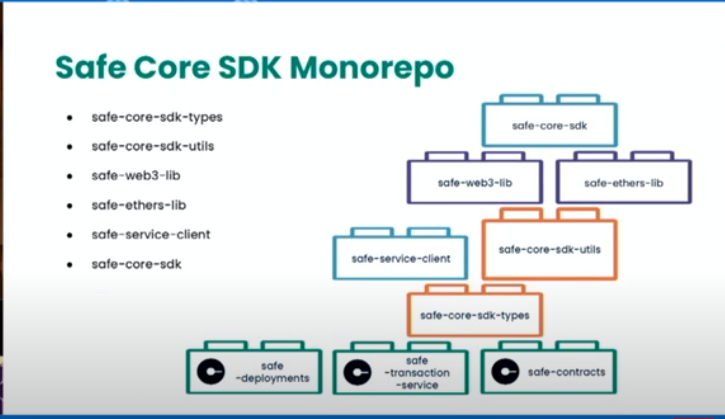 Safe Core SDK Monorepo
safe-core-sdk-types
safe-core-sdk-utils
safe-web3-lib
safe-ethers-lib
safe-service-client
safe-core-sdk
safe-core-sdk
safe-web3-lib
safe-ethers-lib
safe-core-sdk-utils
safe-service-client
safe-core-sdk-types
safe
-deployments
safe
-transaction
-service
safe-contracts